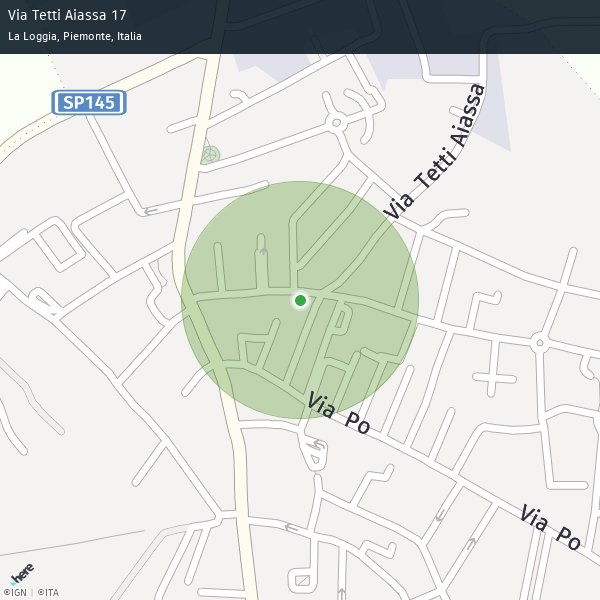 Via Tetti Aiassa 17
La Loggia, Piemonte, Italia
SP145
Via Tetti Aiassa
Via Po
Via Po
here
©IGN | ©ITA